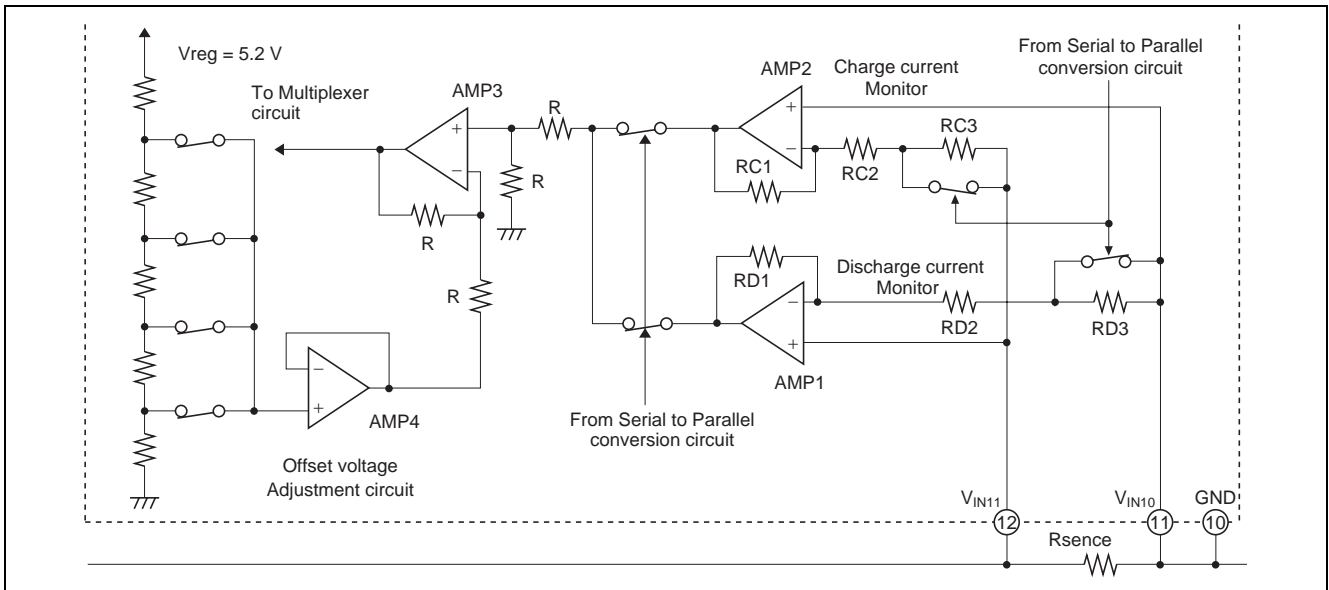 Vreg = 5.2 V
To Multiplexer
circuit
AMP3
R
AMP2
Charge current
Monitor
From Serial to Parallel
conversion circuit
+
−
+
−
RC1
RC2
RC3
R
R
R
RD1
Discharge current
Monitor
−
+
RD2
RD3
AMP1
−
+
AMP4
From Serial to Parallel
conversion circuit
Offset voltage
Adjustment circuit
VIN11
VIN10
GND
12
11
10
Rsence